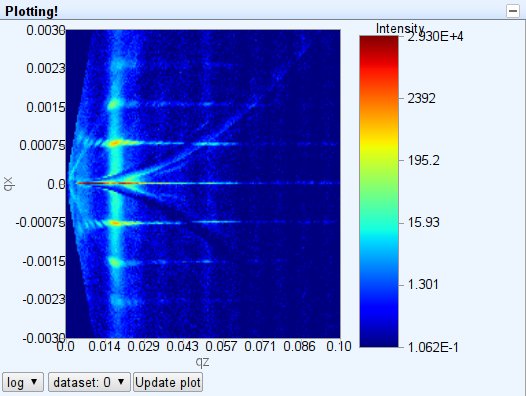 Plotting!
Intensity
0.0030
0.0023
0.0015
0.00075
0.0
-0.00075
-0.0015
-0.0023
-0.0030
qx
0.0 0.014 0.029 0.043 0.057 0.071 0.086 0.10
qz
2.930E+4
2392
195.2
15.93
1.301
1.062E-1
log ▼ dataset: 0 ▼ Update plot